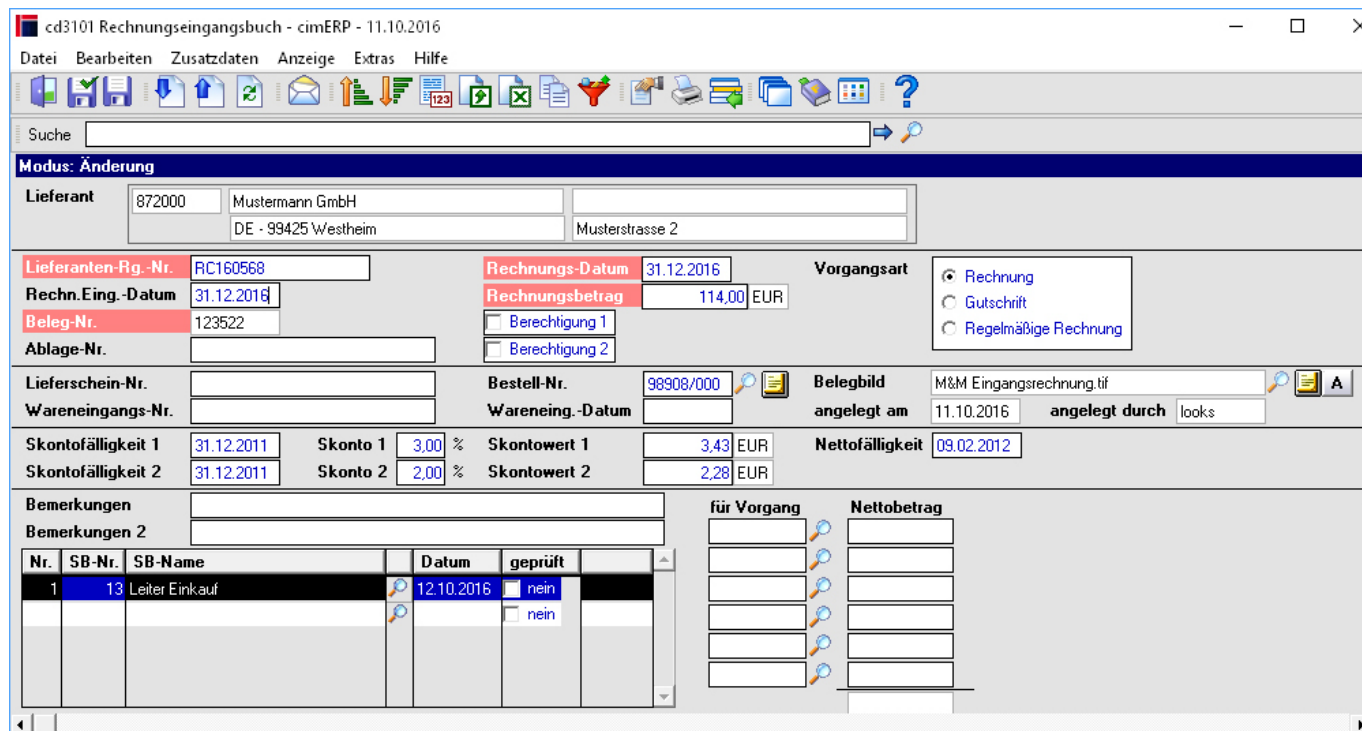 cd3101 Rechnungseingangsbuch - cimERP - 11.10.2016
Datei Bearbeiten Zusatzdaten Anzeige Extras Hilfe
123
Suche
Modus: Änderung
Lieferant 872000 Mustermann GmbH
DE - 99425 Westheim Musterstrasse 2
Lieferanten-Rg.-Nr. RC160568 Rechnungs-Datum 31.12.2016 Vorgangsart Rechnung
Rechn.Eing.-Datum 31.12.2016 Rechnungsbetrag 114,00 EUR Gutschrift
Beleg-Nr. 123522 Berechtigung 1 Regelmäßige Rechnung
Ablage-Nr. Berechtigung 2
Lieferschein-Nr. Bestell-Nr. 98908/000 Belegbild M&M Eingangsrechnung.tif A
Wareneingangs-Nr. Wareneing.-Datum angelegt am 11.10.2016 angelegt durch looks
Skontofälligkeit 1 31.12.2011 Skonto 1 3,00 % Skontowert 1 3,43 EUR Nettofälligkeit 09.02.2012
Skontofälligkeit 2 31.12.2011 Skonto 2 2,00 % Skontowert 2 2,28 EUR
Bemerkungen für Vorgang Nettobetrag
Bemerkungen 2
Nr. SB-Nr. SB-Name Datum geprüft
1 13 Leiter Einkauf 12.10.2016 nein
nein